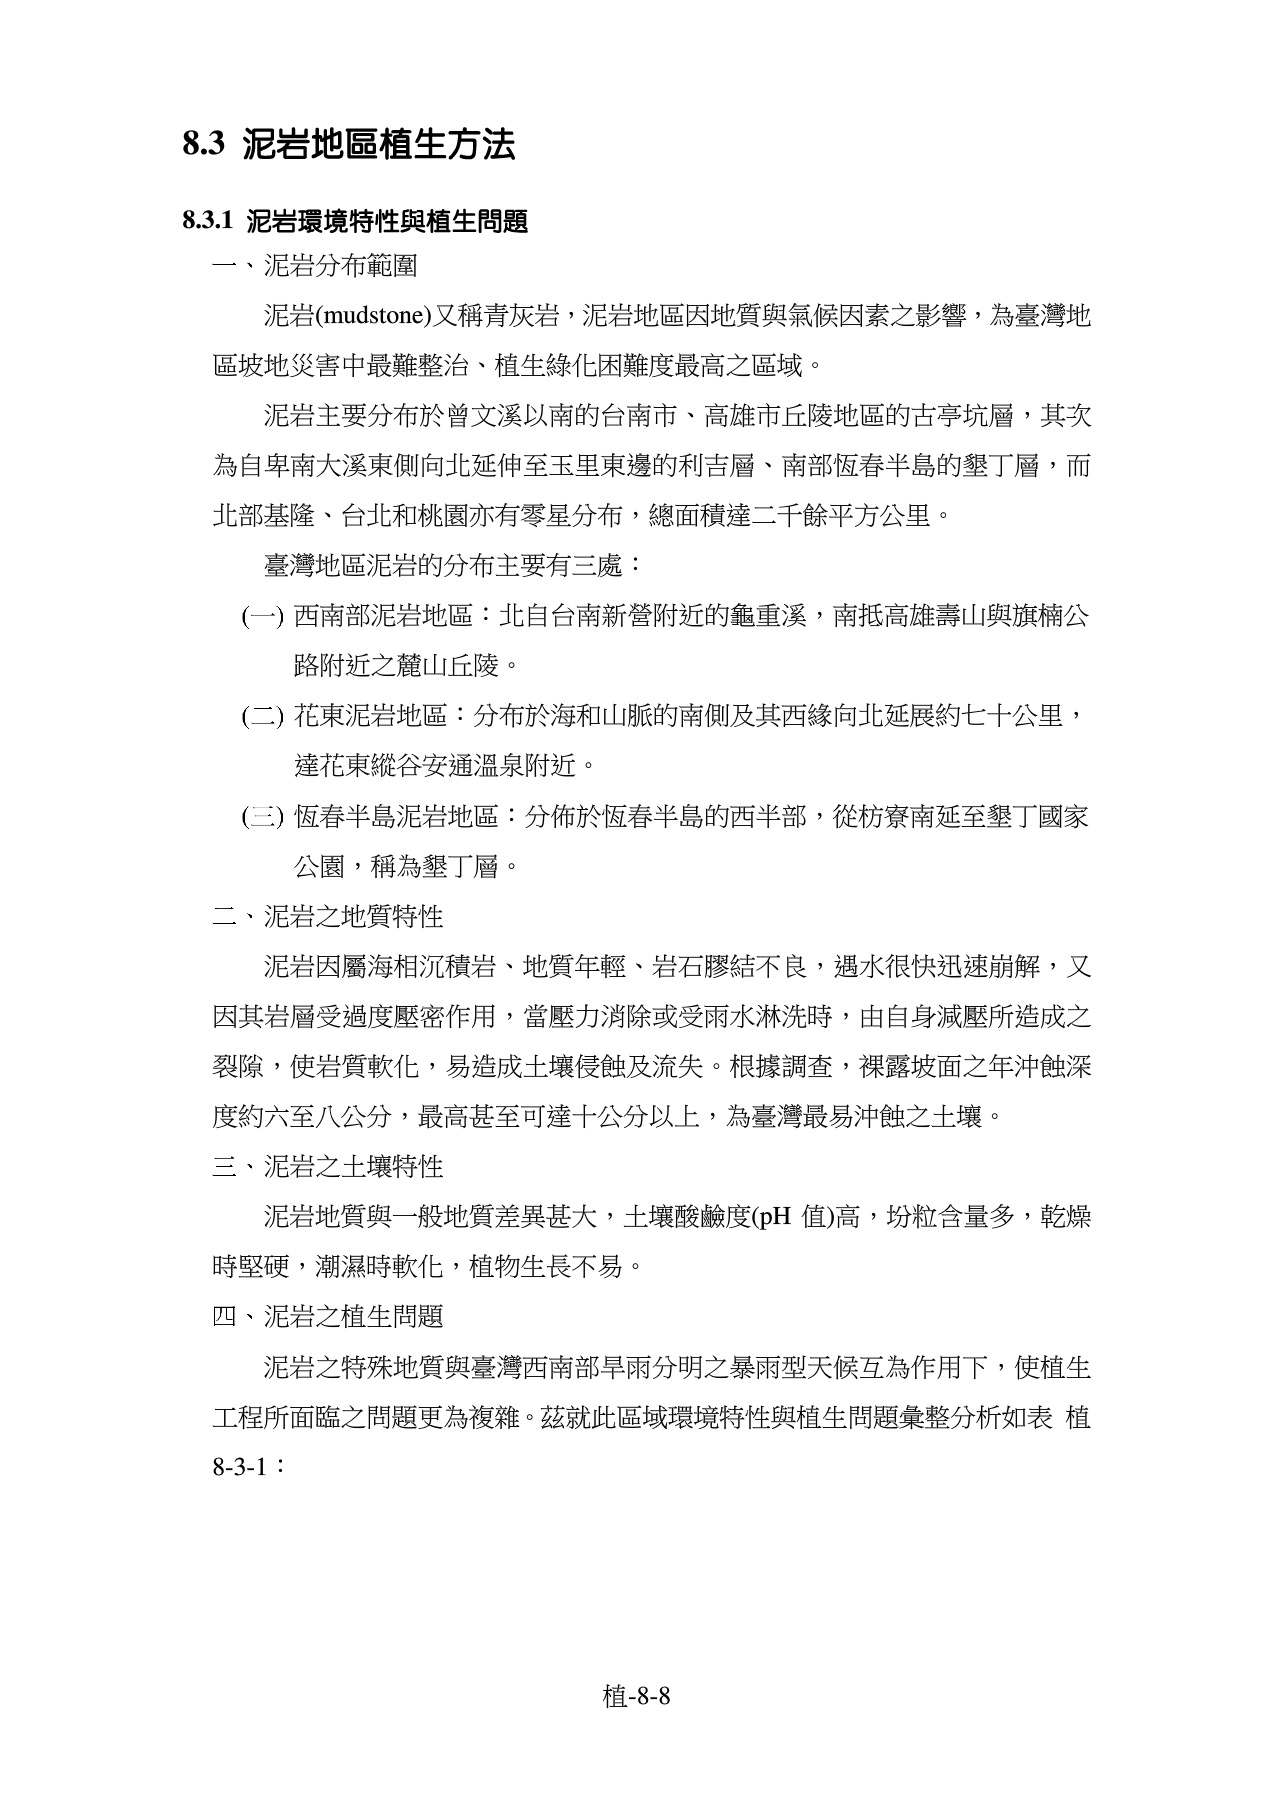 8.3 泥岩地區植生方法
8.3.1 泥岩環境特性與植生問題
一、泥岩分布範圍
泥岩(mudstone)又稱青灰岩，泥岩地區因地質與氣候因素之影響，為臺灣地
區坡地災害中最難整治、植生綠化困難度最高之區域。
泥岩主要分布於曾文溪以南的台南市、高雄市丘陵地區的古亭坑層，其次
為自卑南大溪東側向北延伸至玉里東邊的利吉層、南部恆春半島的墾丁層，而
北部基隆、台北和桃園亦有零星分布，總面積達二千餘平方公里。
臺灣地區泥岩的分布主要有三處：
(一) 西南部泥岩地區：北自台南新營附近的龜重溪，南抵高雄壽山與旗楠公
路附近之麓山丘陵。
(二) 花東泥岩地區：分布於海和山脈的南側及其西緣向北延展約七十公里，
達花東縱谷安通溫泉附近。
(三) 恆春半島泥岩地區：分佈於恆春半島的西半部，從枋寮南延至墾丁國家
公園，稱為墾丁層。
二、泥岩之地質特性
泥岩因屬海相沉積岩、地質年輕、岩石膠結不良，遇水很快迅速崩解，又
因其岩層受過度壓密作用，當壓力消除或受雨水淋洗時，由自身減壓所造成之
裂隙，使岩質軟化，易造成土壤侵蝕及流失。根據調查，裸露坡面之年沖蝕深
度約六至八公分，最高甚至可達十公分以上，為臺灣最易沖蝕之土壤。
三、泥岩之土壤特性
泥岩地質與一般地質差異甚大，土壤酸鹼度(pH 值)高，坋粒含量多，乾燥
時堅硬，潮濕時軟化，植物生長不易。
四、泥岩之植生問題
泥岩之特殊地質與臺灣西南部旱雨分明之暴雨型天候互為作用下，使植生
工程所面臨之問題更為複雜。茲就此區域環境特性與植生問題彙整分析如表 植
8-3-1：
植-8-8